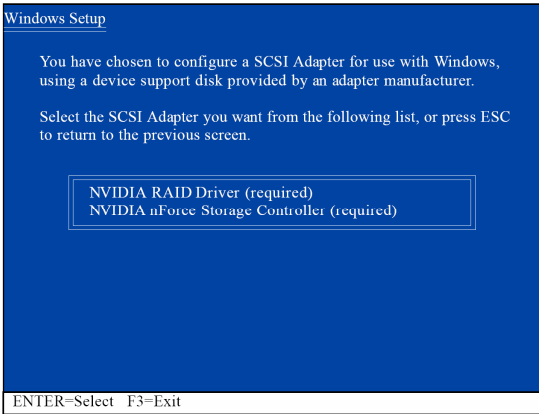 Windows Setup
You have chosen to configure a SCSI Adapter for use with Windows,
using a device support disk provided by an adapter manufacturer.
Select the SCSI Adapter you want from the following list, or press ESC
to return to the previous screen.
NVIDIA RAID Driver (required)
NVIDIA nForce Storage Controller (required)
ENTER=Select F3=Exit